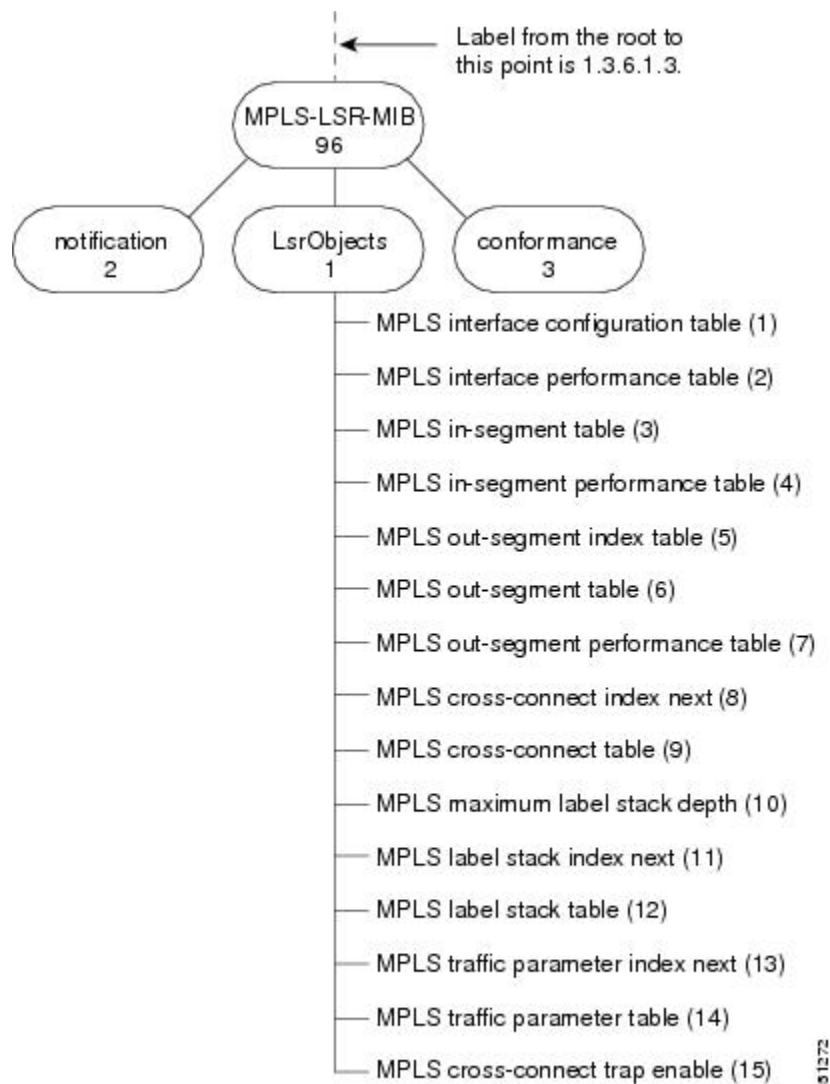 Label from the root to
this point is 1.3.6.1.3.
MPLS-LSR-MIB
96
notification
2
LsrObjects
1
conformance
3
MPLS interface configuration table (1)
MPLS interface performance table (2)
MPLS in-segment table (3)
MPLS in-segment performance table (4)
MPLS out-segment index table (5)
MPLS out-segment table (6)
MPLS out-segment performance table (7)
MPLS cross-connect index next (8)
MPLS cross-connect table (9)
MPLS maximum label stack depth (10)
MPLS label stack index next (11)
MPLS label stack table (12)
MPLS traffic parameter index next (13)
MPLS traffic parameter table (14)
MPLS cross-connect trap enable (15)
51272